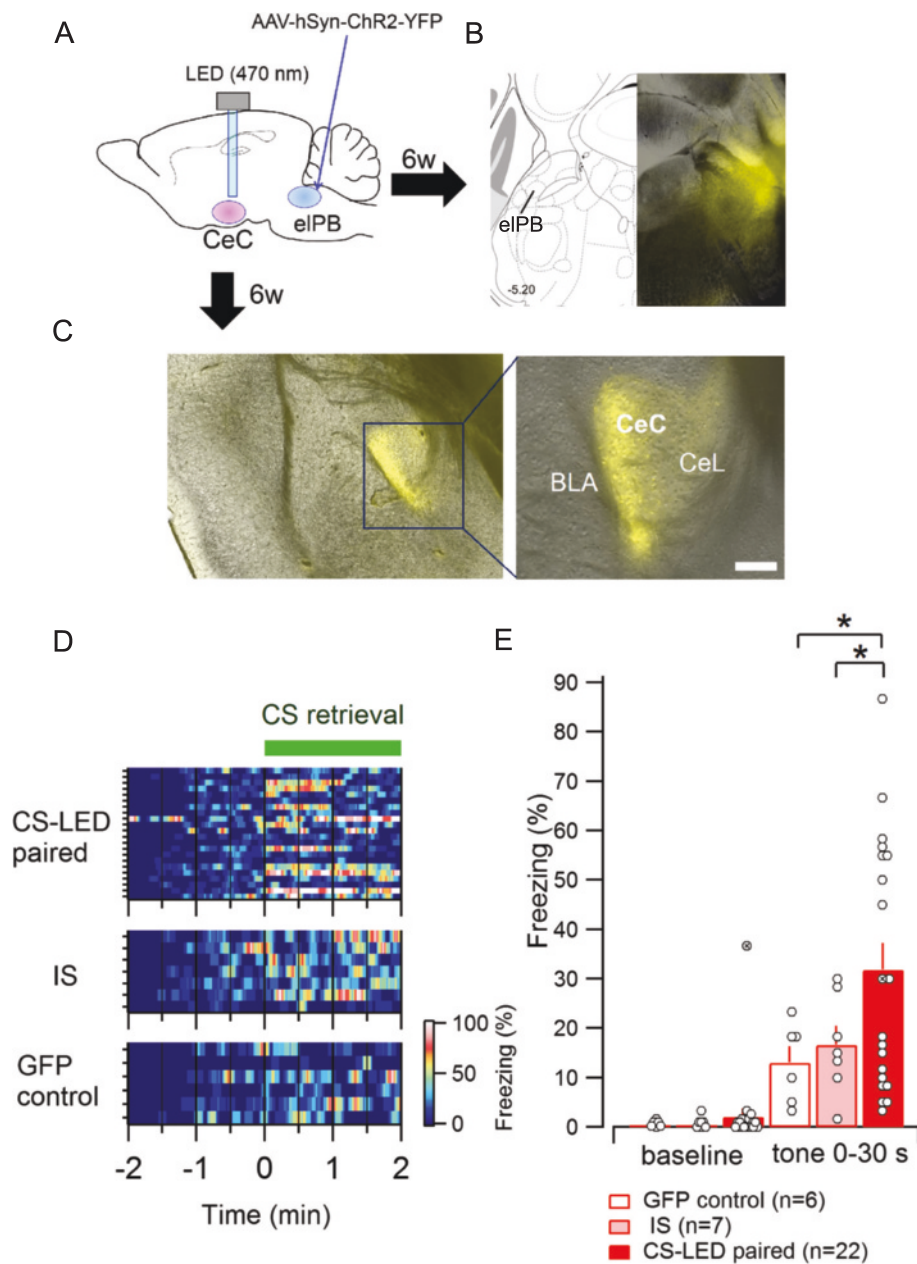 A
AAV-hSyn-ChR2-YFP
LED (470 nm)
CeC
elPB
6w
6w
B
elPB
-5.20
C
CeC
BLA
CeL
D
CS retrieval
CS-LED
paired
IS
GFP
control
100
50
0
Freezing (%)
-2
-1
0
1
2
Time (min)
E
*
*
90
80
70
60
50
40
30
20
10
0
Freezing (%)
baseline
tone 0-30 s
GFP control (n=6)
IS (n=7)
CS-LED paired (n=22)